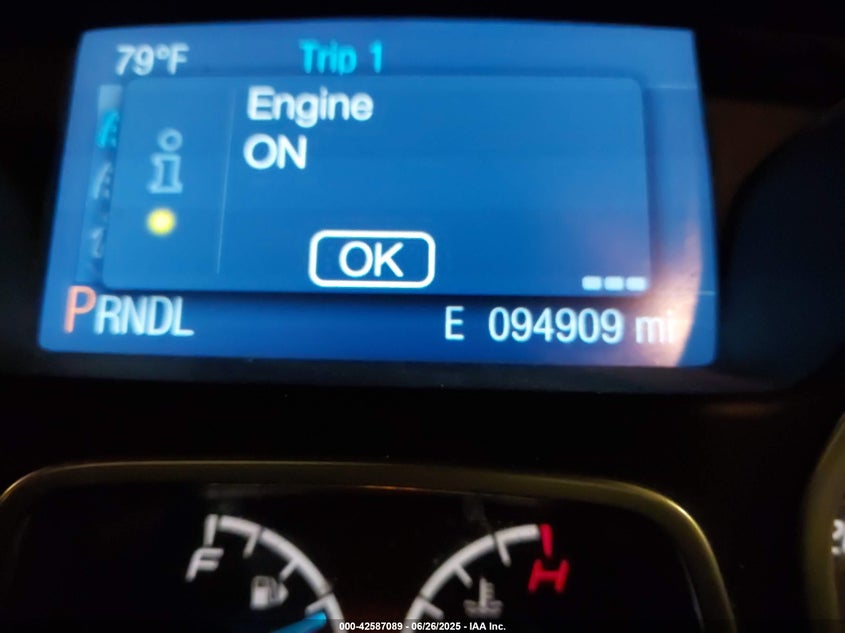 79°F Trip 1
Engine
ON
OK
PRNDL E 094909 mi
F H
000-42587089 - 06/26/2025 - IAA Inc.